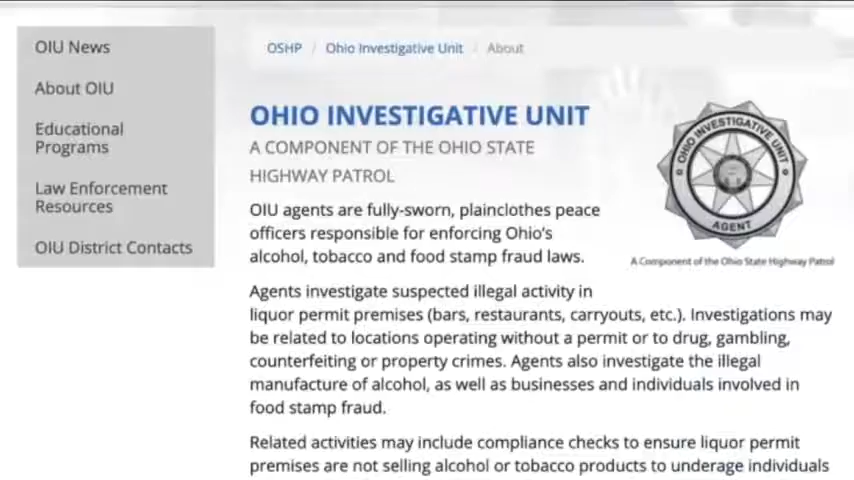 OIU News
About OIU
Educational
Programs
Law Enforcement
Resources
OIU District Contacts
OSHP / Ohio Investigative Unit / About
OHIO INVESTIGATIVE UNIT
A COMPONENT OF THE OHIO STATE
HIGHWAY PATROL
OIU agents are fully-sworn, plainclothes peace
officers responsible for enforcing Ohio's
alcohol, tobacco and food stamp fraud laws.
OHIO INVESTIGATIVE UNIT
AGENT
A Component of the Ohio State Highway Patrol
Agents investigate suspected illegal activity in
liquor permit premises (bars, restaurants, carryouts, etc.). Investigations may
be related to locations operating without a permit or to drug, gambling,
counterfeiting or property crimes. Agents also investigate the illegal
manufacture of alcohol, as well as businesses and individuals involved in
food stamp fraud.
Related activities may include compliance checks to ensure liquor permit
premises are not selling alcohol or tobacco products to underage individuals